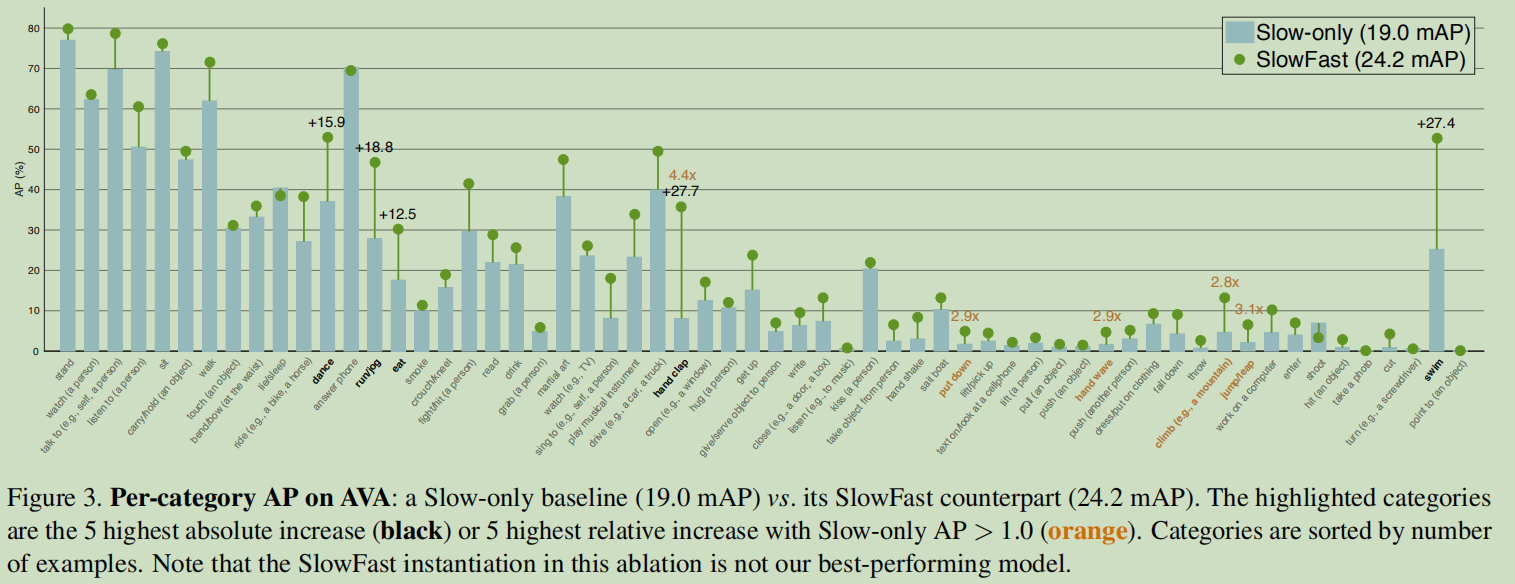 80
70
60
50
40
30
20
10
0
AP (%)
Slow-only (19.0 mAP)
SlowFast (24.2 mAP)
+15.9
+18.8
+12.5
4.4x
+27.7
2.9x
2.9x
2.8x
3.1x
+27.4
stand
watch (a person)
talk to (e.g., self, a person)
listen to (a person)
sit
carry/hold (an object)
walk
touch (an object)
bend/bow (at the waist)
lie/sleep
ride (e.g., a bike, a horse)
dance
answer phone
run/jog
eat
smoke
crouch/kneel
fight/hit (a person)
read
drink
grab (a person)
martial art
watch (e.g., TV)
sing to (e.g., self, a person)
play musical instrument
drive (e.g., a car, a truck)
hand clap
open (e.g., a window)
hug (a person)
get up
give/serve object to person
write
close (e.g., a door, a box)
listen (e.g., to music)
kiss (a person)
take object from person
hand shake
sail boat
put down
lift/pick up
text on/look at a cellphone
lift (a person)
pull (an object)
push (an object)
hand wave
push (another person)
dress/put on clothing
fall down
throw
climb (e.g., a mountain)
jump/leap
work on a computer
enter
shoot
hit (an object)
take a photo
cut
turn (e.g., a screwdriver)
swim
point to (an object)
Figure 3. Per-category AP on AVA: a Slow-only baseline (19.0 mAP) vs. its SlowFast counterpart (24.2 mAP). The highlighted categories
are the 5 highest absolute increase (black) or 5 highest relative increase with Slow-only AP > 1.0 (orange). Categories are sorted by number
of examples. Note that the SlowFast instantiation in this ablation is not our best-performing model.